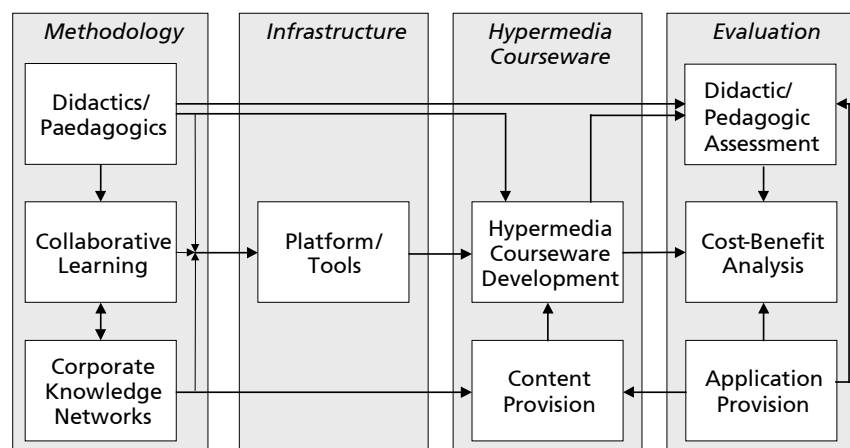 Methodology
Infrastructure
Hypermedia
Courseware
Evaluation
Didactics/
Paedagogics
Didactic/
Pedagogic
Assessment
Collaborative
Learning
Platform/
Tools
Hypermedia
Courseware
Development
Cost-Benefit
Analysis
Corporate
Knowledge
Networks
Content
Provision
Application
Provision